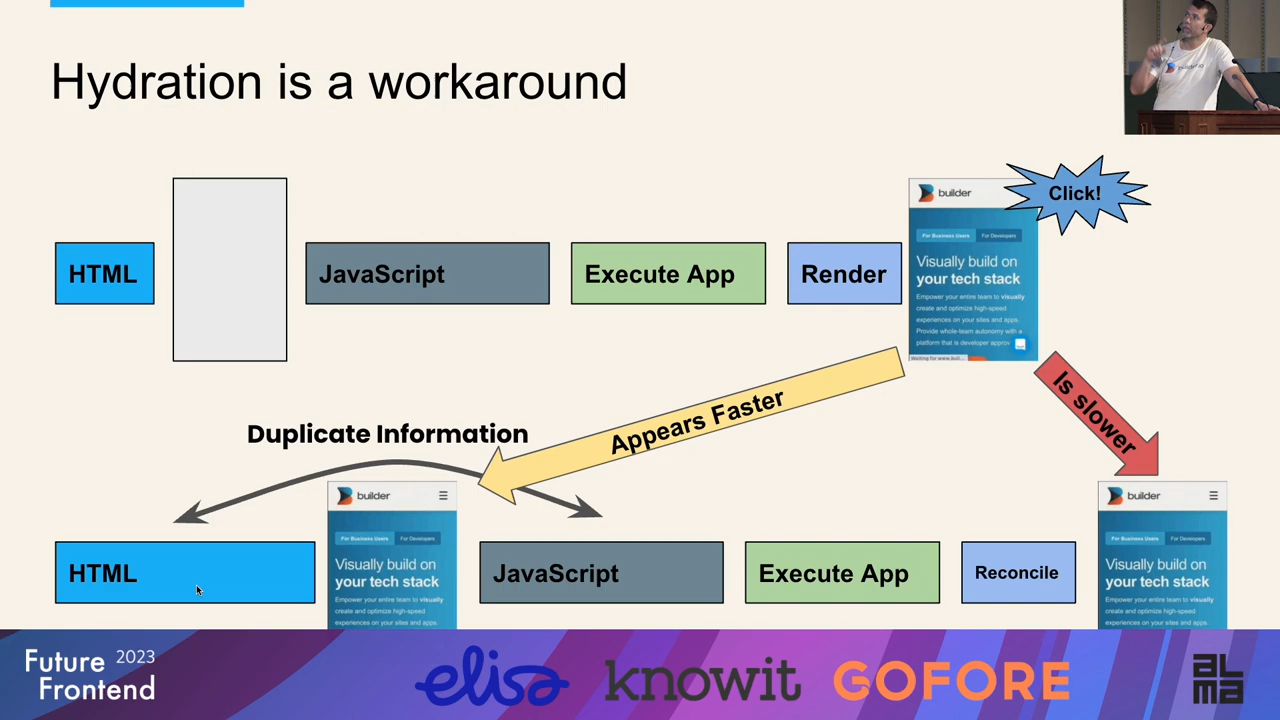 Hydration is a workaround
builder.io
Click!
builder
For Business Users
For Developers
Visually build on
your tech stack
Empower your entire team to visually
create and optimize high-speed
experiences on your sites and apps.
Provide whole-team autonomy with a
platform that is developer approv
Waiting for www.buil...
HTML
JavaScript
Execute App
Render
Appears Faster
Is slower
Duplicate Information
builder
For Business Users
For Developers
Visually build on
your tech stack
Empower your entire team to visually
create and optimize high-speed
experiences on your sites and apps.
builder
For Business Users
For Developers
Visually build on
your tech stack
Empower your entire team to visually
create and optimize high-speed
experiences on your sites and apps.
HTML
JavaScript
Execute App
Reconcile
Future 2023
Frontend
elisa
knowit
GOFORE
ALMA